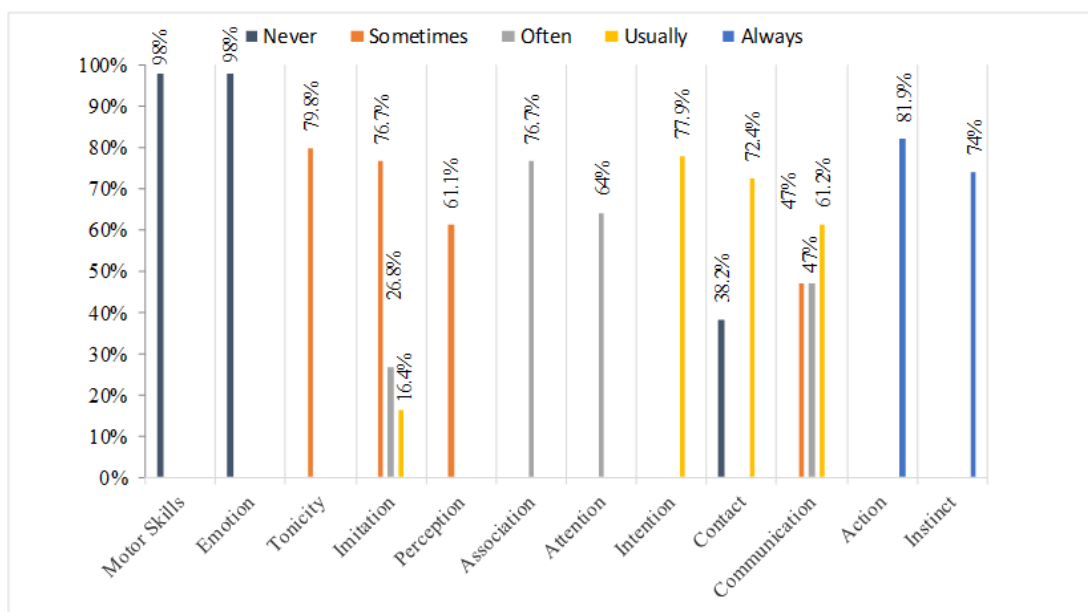 Never Sometimes Often Usually Always
98%
98%
79.8%
76.7%
26.8%
16.4%
61.1%
76.7%
64%
77.9%
38.2%
72.4%
47%
47%
61.2%
81.9%
74%
100%
90%
80%
70%
60%
50%
40%
30%
20%
10%
0%
Motor Skills
Emotion
Tonicity
Imitation
Perception
Association
Attention
Intention
Contact
Communication
Action
Instinct